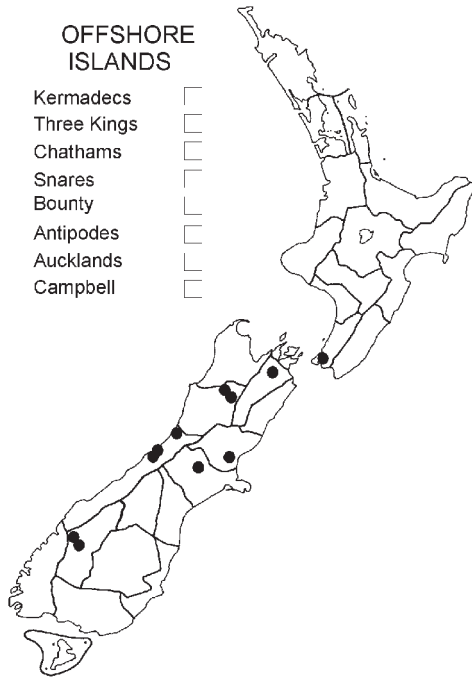 OFFSHORE
ISLANDS
Kermadecs
Three Kings
Chathams
Snares
Bounty
Antipodes
Aucklands
Campbell